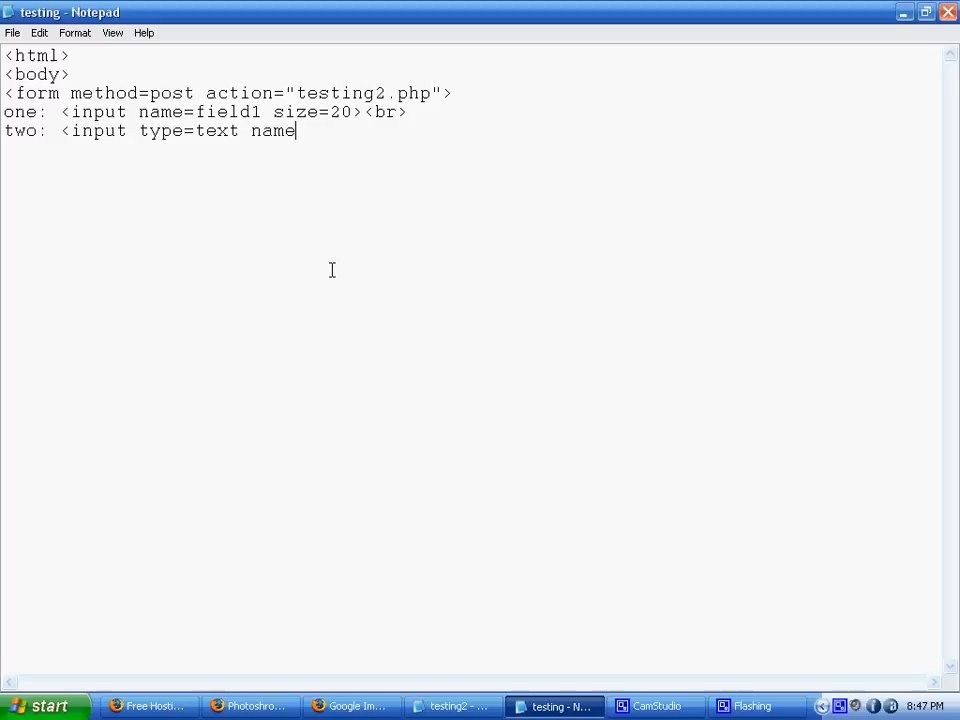 testing - Notepad
File Edit Format View Help
<html>
<body>
<form method=post action="testing2.php">
one: <input name=field1 size=20><br>
two: <input type=text name
start Free Hosti... Photoshro... Google Im... testing2 - ... testing - N... CamStudio Flashing 8:47 PM